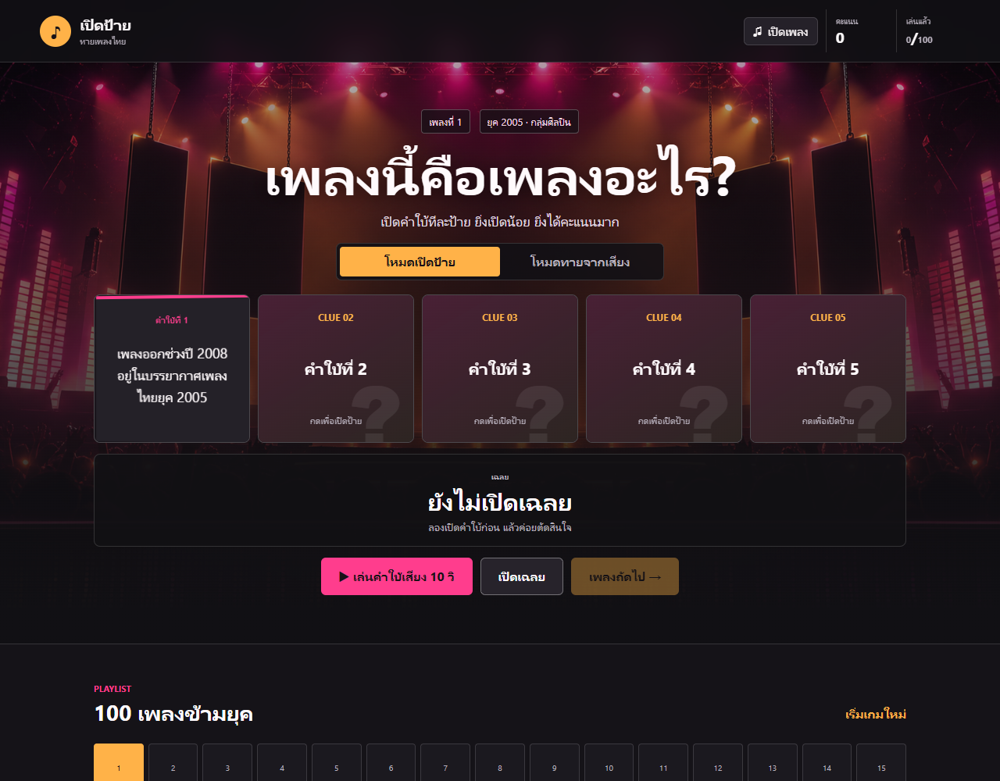 เปิดป้าย
ทายเพลงไทย
♫ เปิดเพลง
คะแนน
0
เล่นแล้ว
0/100
เพลงที่ 1
ยุค 2005 · กลุ่มศิลปิน
เพลงนี้คือเพลงอะไร?
เปิดคำใบ้ทีละป้าย ยิ่งเปิดน้อย ยิ่งได้คะแนนมาก
โหมดเปิดป้าย
โหมดทายจากเสียง
คำใบ้ที่ 1
เพลงออกช่วงปี 2008
อยู่ในบรรยากาศเพลง
ไทยยุค 2005
CLUE 02
คำใบ้ที่ 2
กดเพื่อเปิดป้าย
?
CLUE 03
คำใบ้ที่ 3
กดเพื่อเปิดป้าย
?
CLUE 04
คำใบ้ที่ 4
กดเพื่อเปิดป้าย
?
CLUE 05
คำใบ้ที่ 5
กดเพื่อเปิดป้าย
?
เฉลย
ยังไม่เปิดเฉลย
ลองเปิดคำใบ้ก่อน แล้วค่อยตัดสินใจ
▶ เล่นคำใบ้เสียง 10 วิ
เปิดเฉลย
เพลงถัดไป →
PLAYLIST
100 เพลงข้ามยุค
เริ่มเกมใหม่
1 2 3 4 5 6 7 8 9 10 11 12 13 14 15